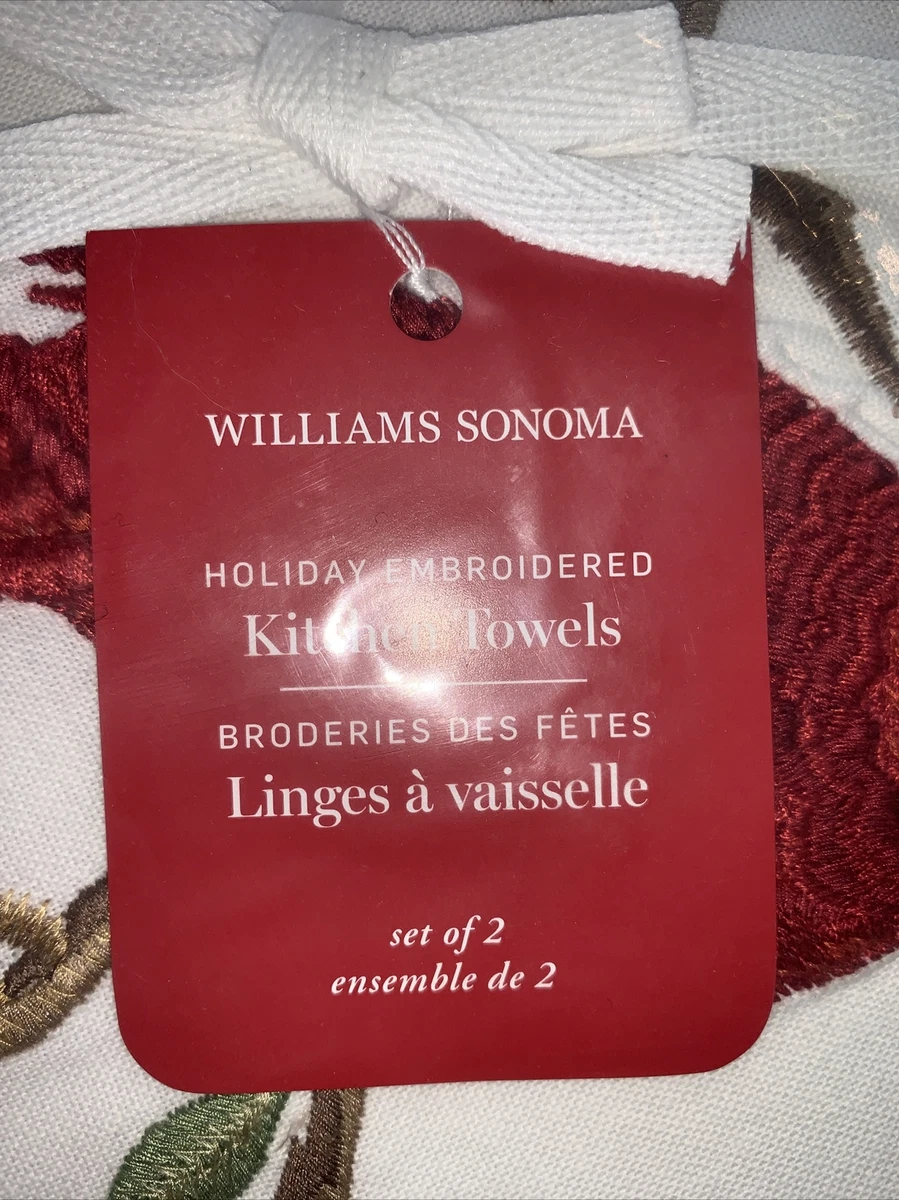 WILLIAMS SONOMA
HOLIDAY EMBROIDERED
Kitchen Towels
BRODERIES DES FÊTES
Linges à vaisselle
set of 2
ensemble de 2